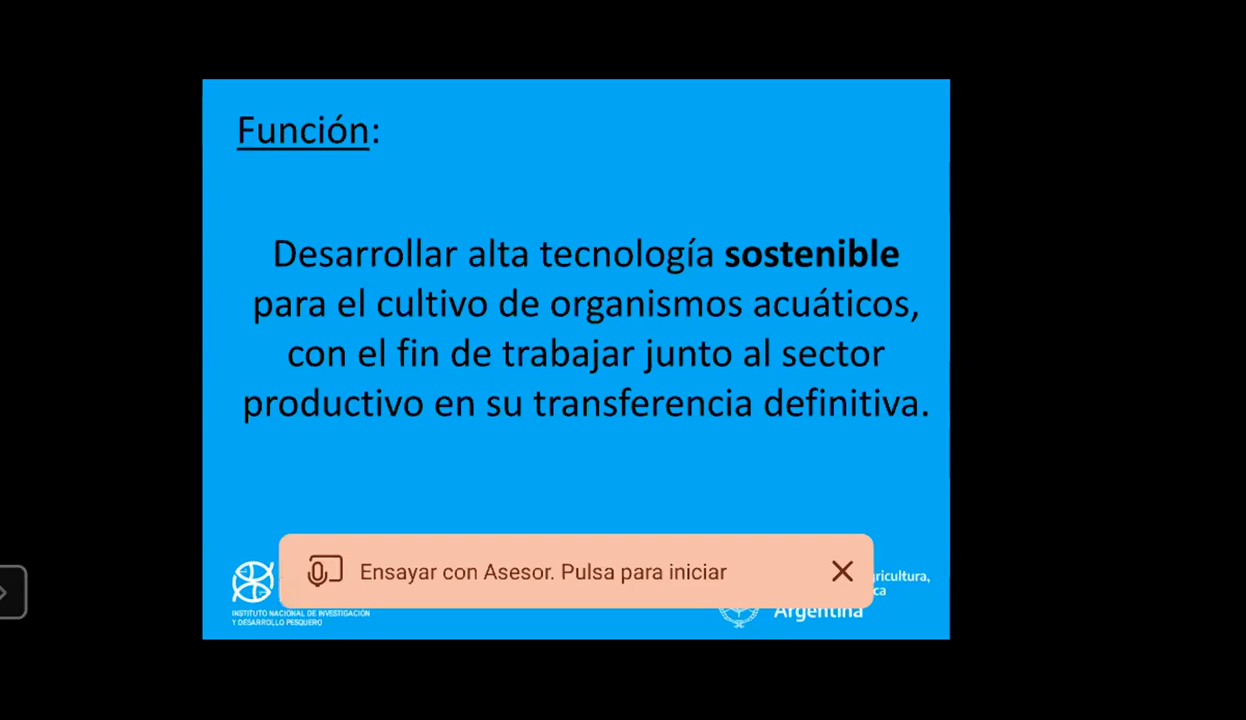 Función:
Desarrollar alta tecnología sostenible
para el cultivo de organismos acuáticos,
con el fin de trabajar junto al sector
productivo en su transferencia definitiva.
Ensayar con Asesor. Pulsa para iniciar
INSTITUTO NACIONAL DE INVESTIGACIÓN
Y DESARROLLO PESQUERO
Argentina